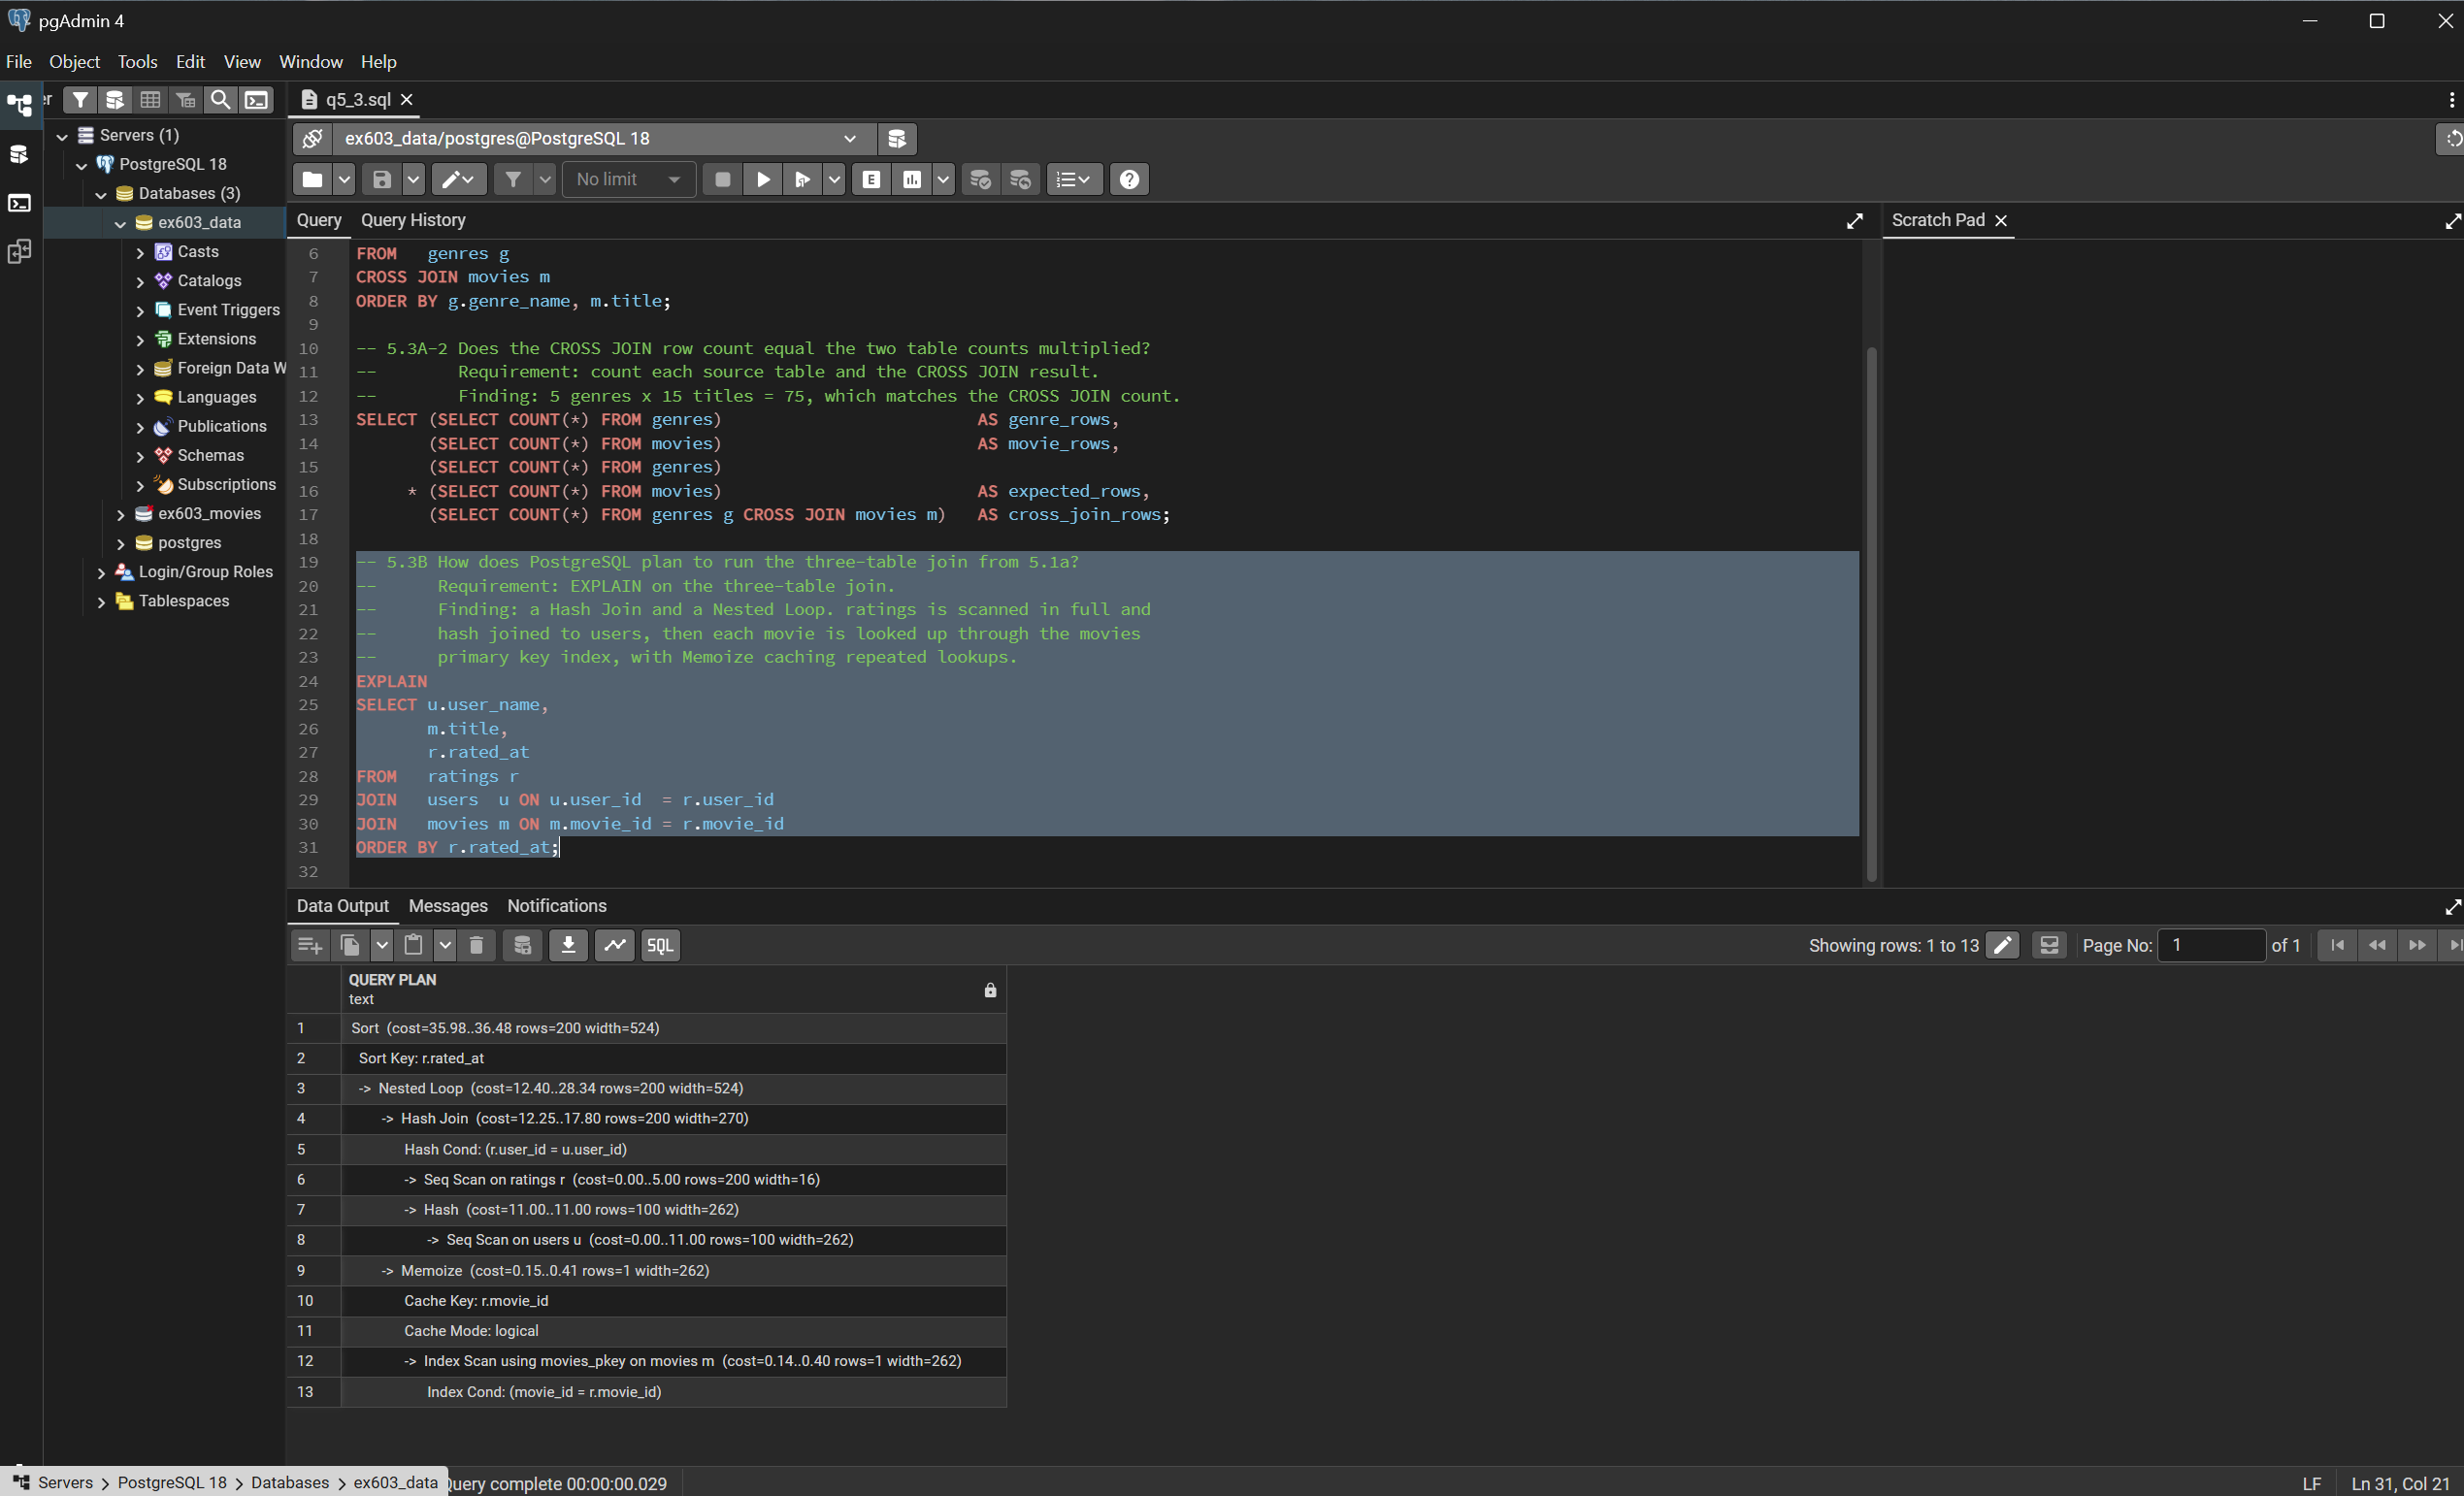 pgAdmin 4
File Object Tools Edit View Window Help
q5_3.sql
Servers (1)
PostgreSQL 18
Databases (3)
ex603_data
Casts
Catalogs
Event Triggers
Extensions
Foreign Data W
Languages
Publications
Schemas
Subscriptions
ex603_movies
postgres
Login/Group Roles
Tablespaces
ex603_data/postgres@PostgreSQL 18
No limit
E
Query Query History
Scratch Pad
6 FROM   genres g
7 CROSS JOIN movies m
8 ORDER BY g.genre_name, m.title;
9
10 -- 5.3A-2 Does the CROSS JOIN row count equal the two table counts multiplied?
11 --        Requirement: count each source table and the CROSS JOIN result.
12 --        Finding: 5 genres x 15 titles = 75, which matches the CROSS JOIN count.
13 SELECT (SELECT COUNT(*) FROM genres)                         AS genre_rows,
14        (SELECT COUNT(*) FROM movies)                         AS movie_rows,
15        (SELECT COUNT(*) FROM genres)
16      * (SELECT COUNT(*) FROM movies)                         AS expected_rows,
17        (SELECT COUNT(*) FROM genres g CROSS JOIN movies m)   AS cross_join_rows;
18
19 -- 5.3B How does PostgreSQL plan to run the three-table join from 5.1a?
20 --      Requirement: EXPLAIN on the three-table join.
21 --      Finding: a Hash Join and a Nested Loop. ratings is scanned in full and
22 --      hash joined to users, then each movie is looked up through the movies
23 --      primary key index, with Memoize caching repeated lookups.
24 EXPLAIN
25 SELECT u.user_name,
26        m.title,
27        r.rated_at
28 FROM   ratings r
29 JOIN   users  u ON u.user_id  = r.user_id
30 JOIN   movies m ON m.movie_id = r.movie_id
31 ORDER BY r.rated_at;
32
Data Output Messages Notifications
SQL
Showing rows: 1 to 13
Page No: 1 of 1
QUERY PLAN
text
1 Sort (cost=35.98..36.48 rows=200 width=524)
2 Sort Key: r.rated_at
3 -> Nested Loop (cost=12.40..28.34 rows=200 width=524)
4 -> Hash Join (cost=12.25..17.80 rows=200 width=270)
5 Hash Cond: (r.user_id = u.user_id)
6 -> Seq Scan on ratings r (cost=0.00..5.00 rows=200 width=16)
7 -> Hash (cost=11.00..11.00 rows=100 width=262)
8 -> Seq Scan on users u (cost=0.00..11.00 rows=100 width=262)
9 -> Memoize (cost=0.15..0.41 rows=1 width=262)
10 Cache Key: r.movie_id
11 Cache Mode: logical
12 -> Index Scan using movies_pkey on movies m (cost=0.14..0.40 rows=1 width=262)
13 Index Cond: (movie_id = r.movie_id)
Servers > PostgreSQL 18 > Databases > ex603_data
uery complete 00:00:00.029
LF
Ln 31, Col 21